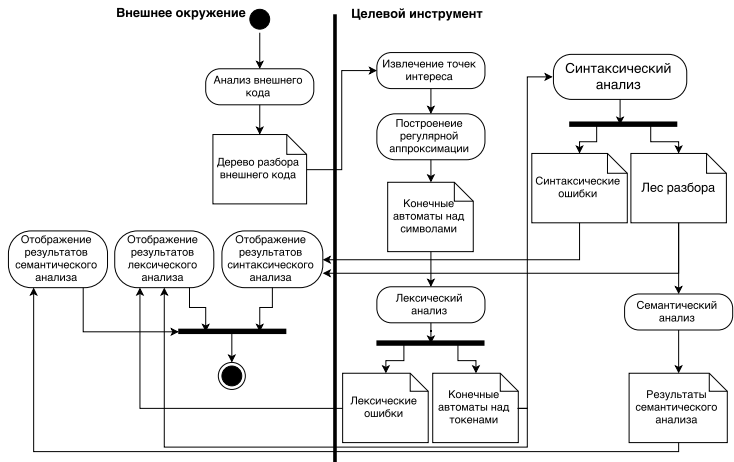 Внешнее окружение
Целевой инструмент
Анализ внешнего
кода
Дерево разбора
внешнего кода
Извлечение точек
интереса
Построенеие
регулярной
аппроксимации
Конечные
автоматы над
символами
Синтаксический
анализ
Синтаксические
ошибки
Лес разбора
Отображение
результатов
семантического
анализа
Отображение
результатов
лексического
анализа
Отображение
результатов
синтаксического
анализа
Лексический
анализ
Семантический
анализ
Лексические
ошибки
Конечные
автоматы над
токенами
Результаты
семантического
анализа